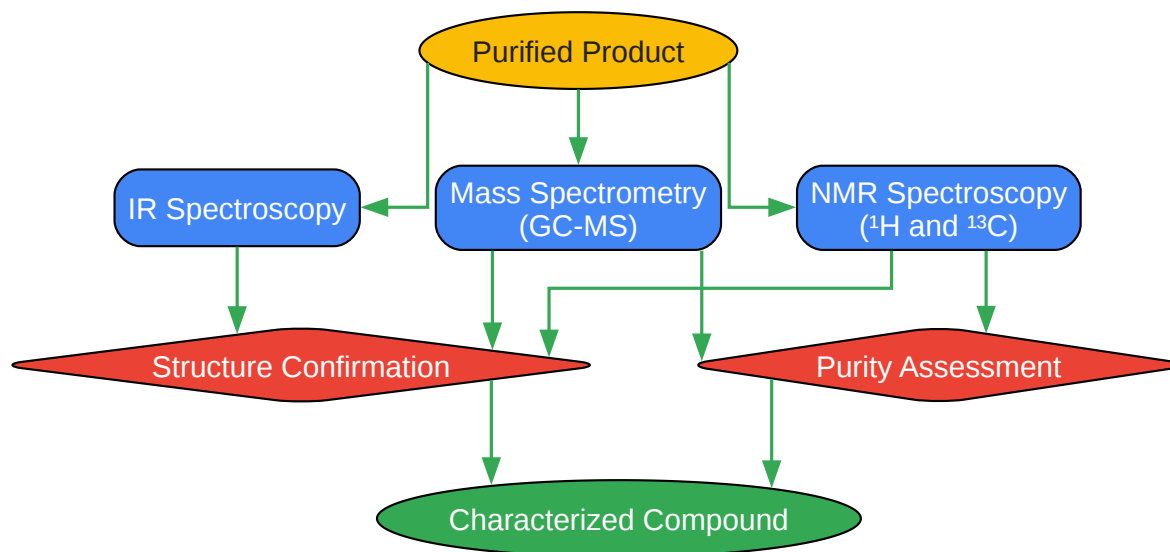 Purified Product
IR Spectroscopy
Mass Spectrometry
(GC-MS)
NMR Spectroscopy
(¹H and ¹³C)
Structure Confirmation
Purity Assessment
Characterized Compound